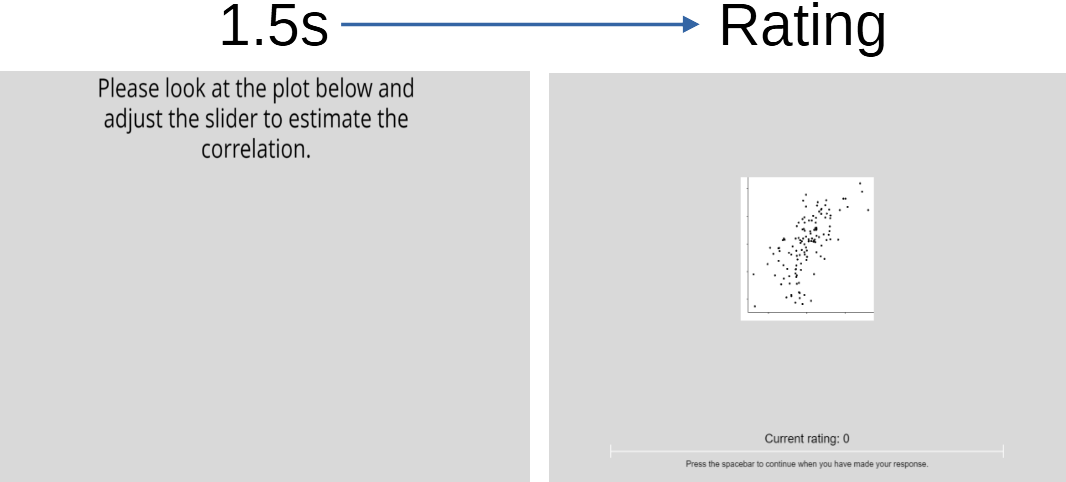 1.5s
Rating
Please look at the plot below and
adjust the slider to estimate the
correlation.
Current rating: 0
Press the spacebar to continue when you have made your response.